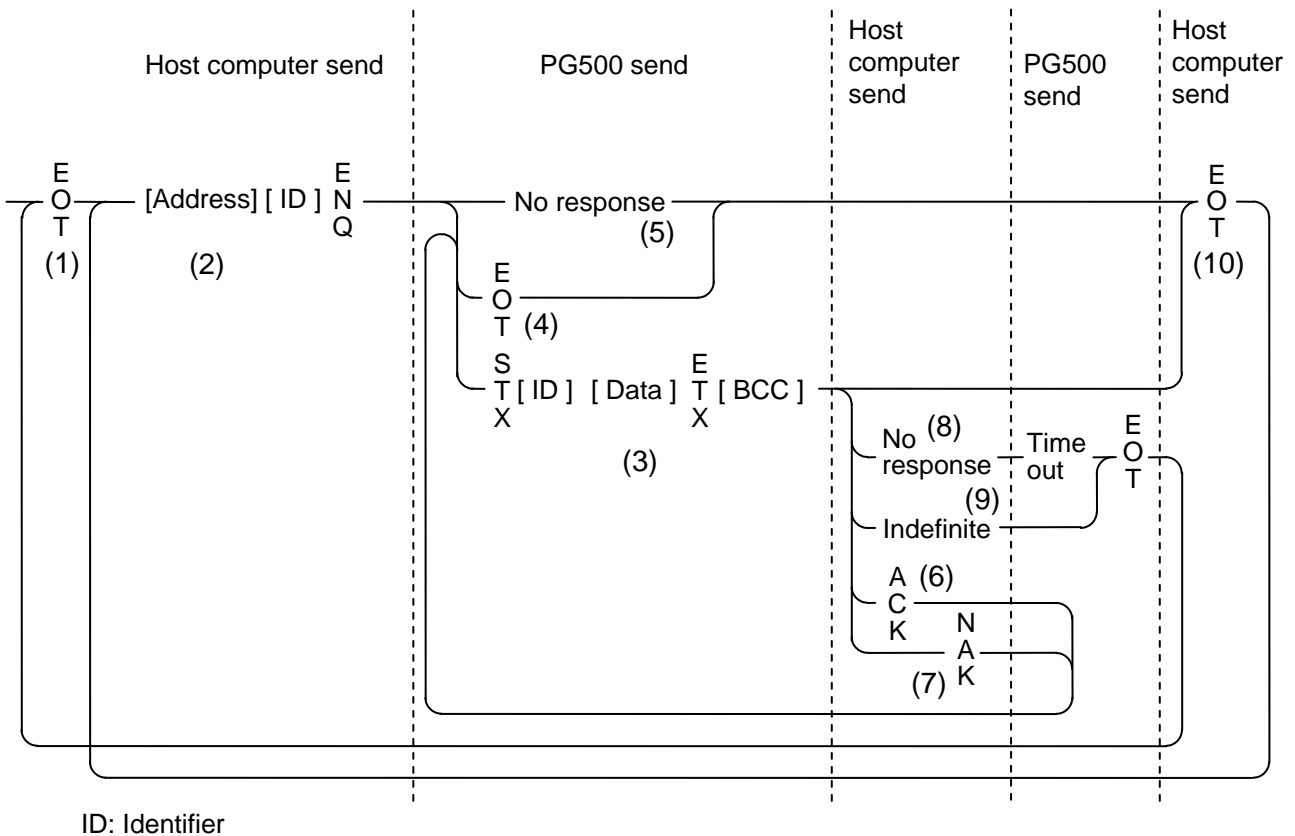 Host computer send
PG500 send
Host
computer
send
PG500
send
Host
computer
send
E
O
T
(1)
[Address] [ ID ]
E
N
Q
(2)
No response
(5)
E
O
T
(4)
S
T
X
[ ID ] [ Data ]
E
T
X
[ BCC ]
(3)
No
response
(8)
Time
out
E
O
T
(9)
Indefinite
A
C
K
(6)
N
A
K
(7)
E
O
T
(10)
ID: Identifier